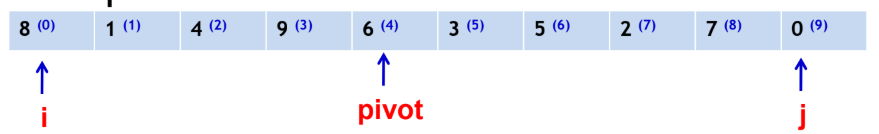 8 (0) 1 (1) 4 (2) 9 (3) 6 (4) 3 (5) 5 (6) 2 (7) 7 (8) 0 (9)
i pivot j